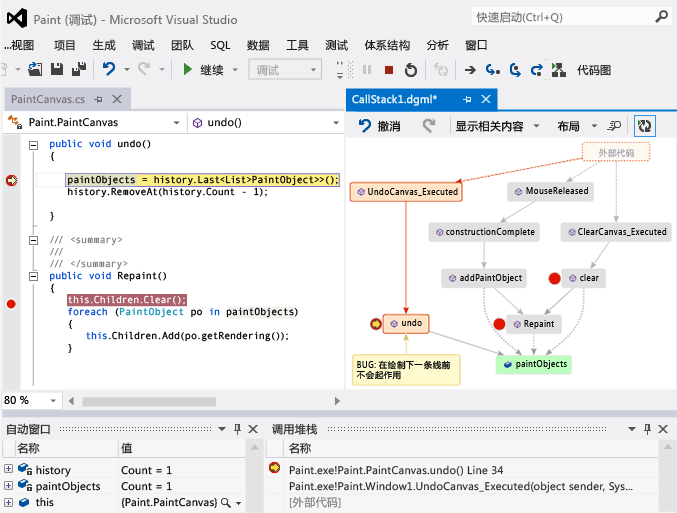 Paint (调试) - Microsoft Visual Studio
快速启动(Ctrl+Q)
...视图 项目 生成 调试 团队 SQL 数据 工具 测试 体系结构 分析 窗口
继续 调试 代码图
PaintCanvas.cs
CallStack1.dgml*
Paint.PaintCanvas
undo()
撤消 显示相关内容 布局
public void undo()
{
paintObjects = history.Last<List>PaintObject>>();
history.RemoveAt(history.Count - 1);
}
/// <summary>
///
/// </summary>
public void Repaint()
{
this.Children.Clear();
foreach (PaintObject po in paintObjects)
{
this.Children.Add(po.getRendering());
}
外部代码
UndoCanvas_Executed
MouseReleased
constructionComplete
ClearCanvas_Executed
addPaintObject
clear
undo
Repaint
paintObjects
BUG: 在绘制下一条线前
不会起作用
80 %
自动窗口
名称 值
history Count = 1
paintObjects Count = 1
this {Paint.PaintCanvas}
调用堆栈
名称
Paint.exe!Paint.PaintCanvas.undo() Line 34
Paint.exe!Paint.Window1.UndoCanvas_Executed(object sender, Sys...
[外部代码]